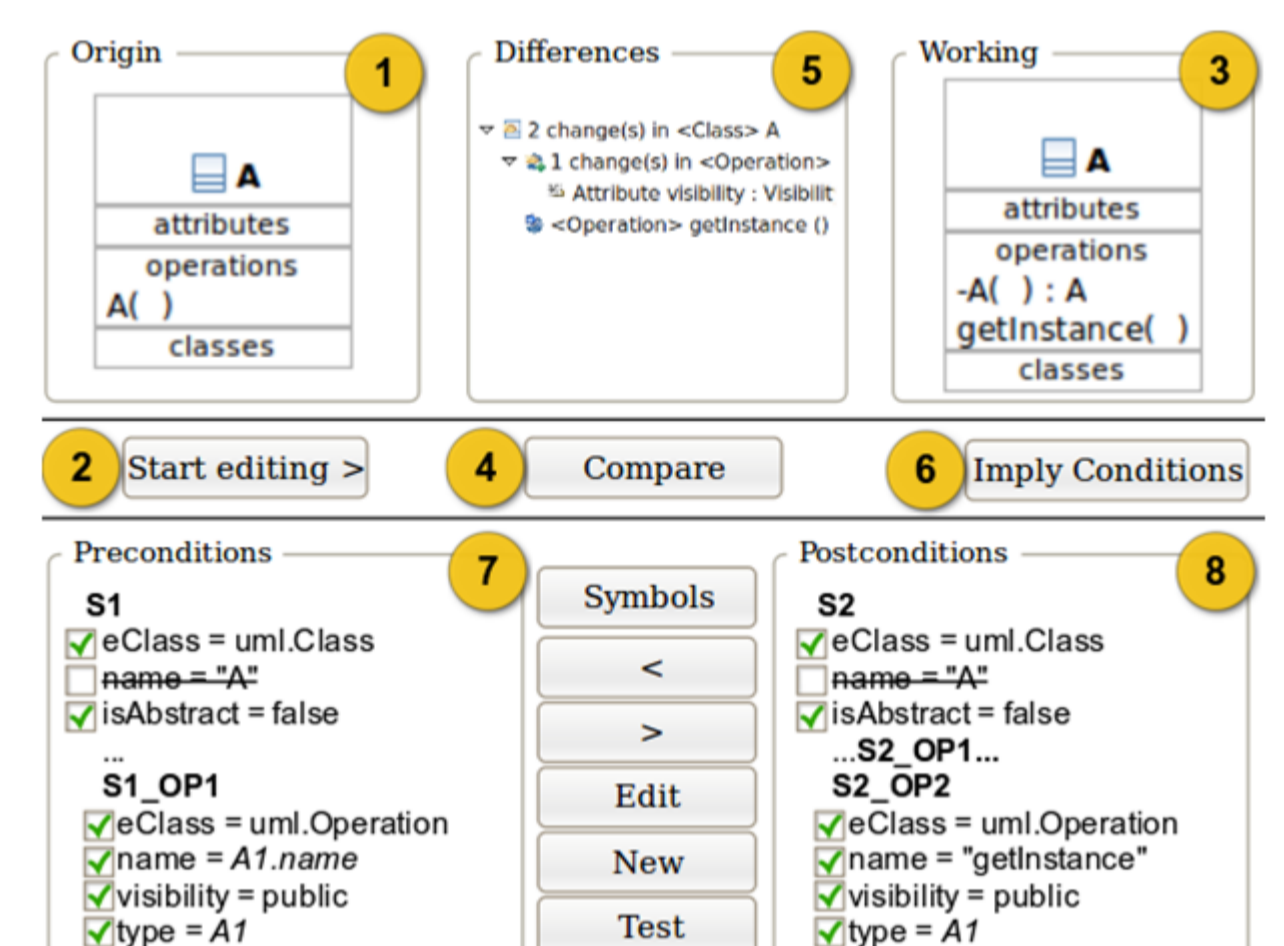 Origin
1
A
attributes
operations
A( )
classes
Differences
5
2 change(s) in <Class> A
1 change(s) in <Operation>
Attribute visibility : Visibilit
<Operation> getInstance ()
Working
3
A
attributes
operations
-A( ) : A
getInstance( )
classes
2
Start editing >
4
Compare
6
Imply Conditions
Preconditions
7
S1
eClass = uml.Class
name = "A"
isAbstract = false
...
S1_OP1
eClass = uml.Operation
name = A1.name
visibility = public
type = A1
Symbols
<
>
Edit
New
Test
Postconditions
8
S2
eClass = uml.Class
name = "A"
isAbstract = false
...S2_OP1...
S2_OP2
eClass = uml.Operation
name = "getInstance"
visibility = public
type = A1